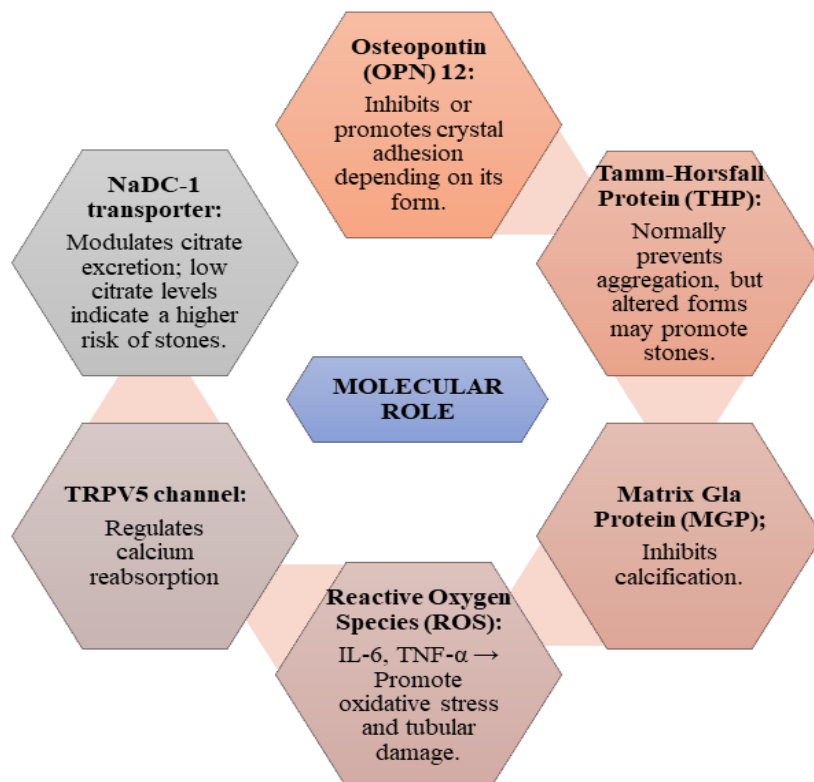 Osteopontin
(OPN) 12:
Inhibits or
promotes crystal
adhesion
depending on its
form.
Tamm-Horsfall
Protein (THP):
Normally
prevents
aggregation, but
altered forms
may promote
stones.
Matrix Gla
Protein (MGP);
Inhibits
calcification.
Reactive Oxygen
Species (ROS):
IL-6, TNF-α →
Promote
oxidative stress
and tubular
damage.
TRPV5 channel:
Regulates
calcium
reabsorption
NaDC-1
transporter:
Modulates citrate
excretion; low
citrate levels
indicate a higher
risk of stones.
MOLECULAR
ROLE